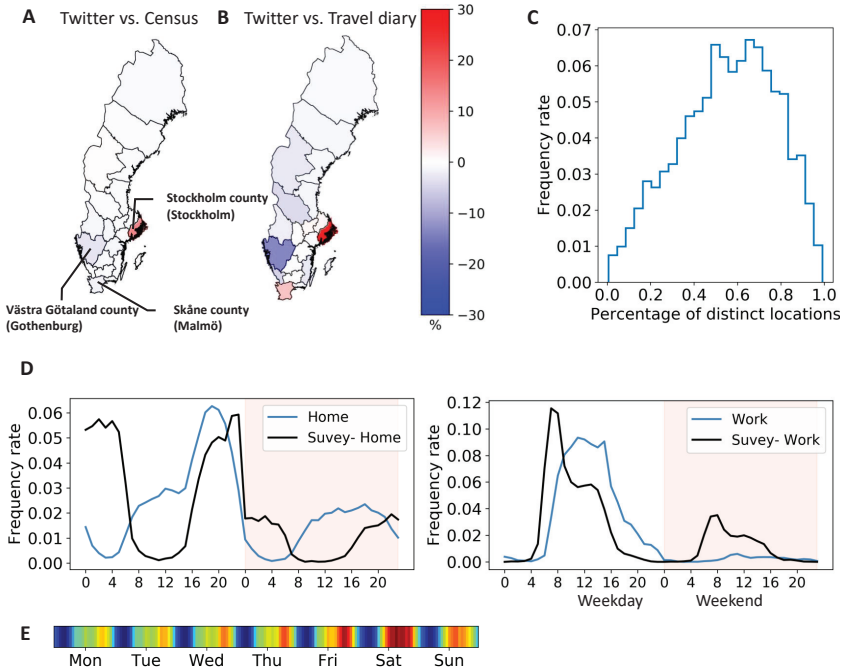 A Twitter vs. Census
B Twitter vs. Travel diary
30
20
10
0
−10
−20
−30
%
Stockholm county
(Stockholm)
Västra Götaland county
(Gothenburg)
Skåne county
(Malmö)
C
0.07
0.06
0.05
0.04
0.03
0.02
0.01
0.00
Frequency rate
0.0 0.2 0.4 0.6 0.8 1.0
Percentage of distinct locations
D
0.06
0.05
0.04
0.03
0.02
0.01
0.00
Frequency rate
Home
Suvey- Home
0 4 8 12 16 20 0 4 8 12 16 20
0.12
0.10
0.08
0.06
0.04
0.02
0.00
Frequency rate
Work
Suvey- Work
0 4 8 12 16 20 0 4 8 12 16 20
Weekday Weekend
E
Mon Tue Wed Thu Fri Sat Sun